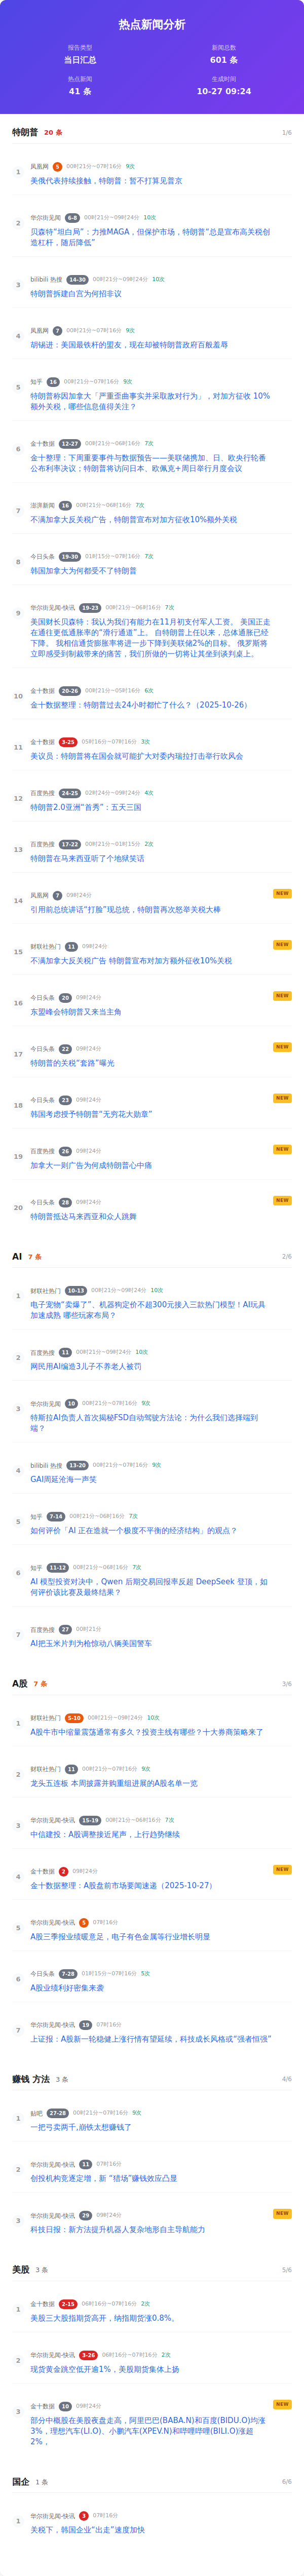 热点新闻分析
报告类型
新闻总数
当日汇总
601 条
热点新闻
生成时间
41 条
10-27 09:24
特朗普 20 条 1/6
1 凤凰网 5 00时21分~07时16分 9次
美俄代表持续接触，特朗普：暂不打算见普京
2 华尔街见闻 6-8 00时21分~09时24分 10次
贝森特“坦白局”：力推MAGA，但保护市场，特朗普“总是宣布高关税创
造杠杆，随后降低”
3 bilibili 热搜 14-30 00时21分~09时24分 10次
特朗普拆建白宫为何招非议
4 凤凰网 7 00时21分~07时16分 9次
胡锡进：美国最铁杆的盟友，现在却被特朗普政府百般羞辱
5 知乎 16 00时21分~07时16分 9次
特朗普称因加拿大「严重歪曲事实并采取敌对行为」，对加方征收 10%
额外关税，哪些信息值得关注？
6 金十数据 12-27 00时21分~06时16分 7次
金十整理：下周重要事件与数据预告——美联储携加、日、欧央行轮番
公布利率决议；特朗普将访问日本、欧佩克+周日举行月度会议
7 澎湃新闻 16 00时21分~06时16分 7次
不满加拿大反关税广告，特朗普宣布对加方征收10%额外关税
8 今日头条 19-30 01时15分~07时16分 7次
韩国加拿大为何都受不了特朗普
9 华尔街见闻-快讯 19-23 00时21分~06时16分 7次
美国财长贝森特：我认为我们有能力在11月初支付军人工资。 美国正走
在通往更低通胀率的“滑行通道”上。 自特朗普上任以来，总体通胀已经
下降。 我相信通货膨胀率将进一步下降到美联储2%的目标。 俄罗斯将
立即感受到制裁带来的痛苦，我们所做的一切将让其坐到谈判桌上。
10 金十数据 20-26 00时21分~05时16分 6次
金十数据整理：特朗普过去24小时都忙了什么？（2025-10-26）
11 金十数据 3-25 05时16分~07时16分 3次
美议员：特朗普将在国会就可能扩大对委内瑞拉打击举行吹风会
12 百度热搜 24-25 02时24分~09时24分 4次
特朗普2.0亚洲“首秀”：五天三国
13 百度热搜 17-22 00时21分~01时15分 2次
特朗普在马来西亚听了个地狱笑话
14 凤凰网 7 09时24分 NEW
引用前总统讲话“打脸”现总统，特朗普再次怒举关税大棒
15 财联社热门 11 09时24分 NEW
不满加拿大反关税广告 特朗普宣布对加方额外征收10%关税
16 今日头条 20 09时24分 NEW
东盟峰会特朗普又来当主角
17 今日头条 22 09时24分 NEW
特朗普的关税“套路”曝光
18 今日头条 23 09时24分 NEW
韩国考虑授予特朗普“无穷花大勋章”
19 百度热搜 26 09时24分 NEW
加拿大一则广告为何成特朗普心中痛
20 今日头条 28 09时24分 NEW
特朗普抵达马来西亚和众人跳舞
AI 7 条 2/6
1 财联社热门 10-13 00时21分~09时24分 10次
电子宠物“卖爆了”、机器狗定价不超300元接入三款热门模型！AI玩具
加速成熟 哪些玩家布局？
2 百度热搜 11 00时21分~09时24分 10次
网民用AI编造3儿子不养老人被罚
3 华尔街见闻 10 00时21分~07时16分 9次
特斯拉AI负责人首次揭秘FSD自动驾驶方法论：为什么我们选择端到
端？
4 bilibili 热搜 13-20 00时21分~07时16分 9次
GAI周延沧海一声笑
5 知乎 7-14 00时21分~06时16分 7次
如何评价「AI 正在造就一个极度不平衡的经济结构」的观点？
6 知乎 11-12 00时21分~06时16分 7次
AI 模型投资对决中，Qwen 后期交易回报率反超 DeepSeek 登顶，如
何评价该比赛及最终结果？
7 百度热搜 27 00时21分
AI把玉米片判为枪惊动八辆美国警车
A股 7 条 3/6
1 财联社热门 5-10 00时21分~09时24分 10次
A股牛市中缩量震荡通常有多久？投资主线有哪些？十大券商策略来了
2 财联社热门 11 00时21分~07时16分 9次
龙头五连板 本周披露并购重组进展的A股名单一览
3 华尔街见闻-快讯 15-19 00时21分~06时16分 7次
中信建投：A股调整接近尾声，上行趋势继续
4 金十数据 2 09时24分 NEW
金十数据整理：A股盘前市场要闻速递（2025-10-27）
5 华尔街见闻-快讯 5 07时16分
A股三季报业绩暖意足，电子有色金属等行业增长明显
6 今日头条 7-28 01时15分~07时16分 5次
A股业绩利好密集来袭
7 华尔街见闻-快讯 19 07时16分
上证报：A股新一轮稳健上涨行情有望延续，科技成长风格或“强者恒强”
赚钱 方法 3 条 4/6
1 贴吧 27-28 00时21分~07时16分 9次
一把弓卖两千,崩铁太想赚钱了
2 华尔街见闻-快讯 11 07时16分
创投机构竞逐定增，新 “猎场”赚钱效应凸显
3 华尔街见闻-快讯 29 09时24分 NEW
科技日报：新方法提升机器人复杂地形自主导航能力
美股 3 条 5/6
1 金十数据 2-15 06时16分~07时16分 2次
美股三大股指期货高开，纳指期货涨0.8%。
2 华尔街见闻-快讯 3-26 06时16分~07时16分 2次
现货黄金跳空低开逾1%，美股期货集体上扬
3 金十数据 10 09时24分 NEW
部分中概股在美股夜盘走高，阿里巴巴(BABA.N)和百度(BIDU.O)均涨
3%，理想汽车(LI.O)、小鹏汽车(XPEV.N)和哔哩哔哩(BILI.O)涨超
2%，
国企 1 条 6/6
1 华尔街见闻-快讯 3 07时16分
关税下，韩国企业“出走”速度加快